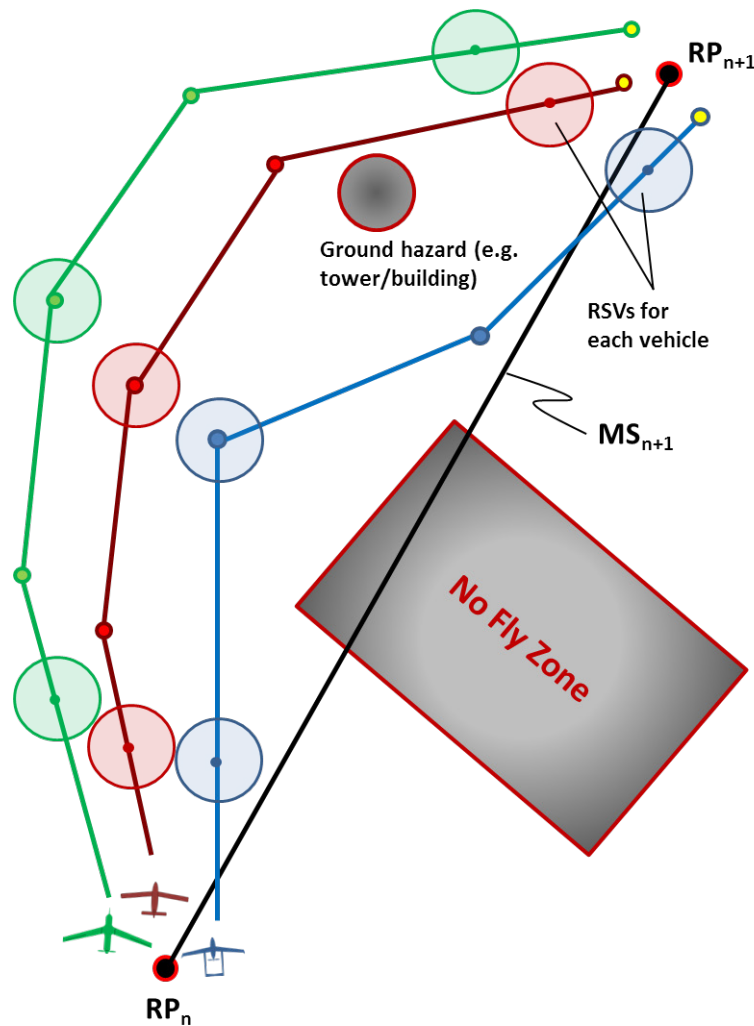 RPn+1
Ground hazard (e.g.
tower/building)
RSVs for
each vehicle
MSn+1
No Fly Zone
RPn